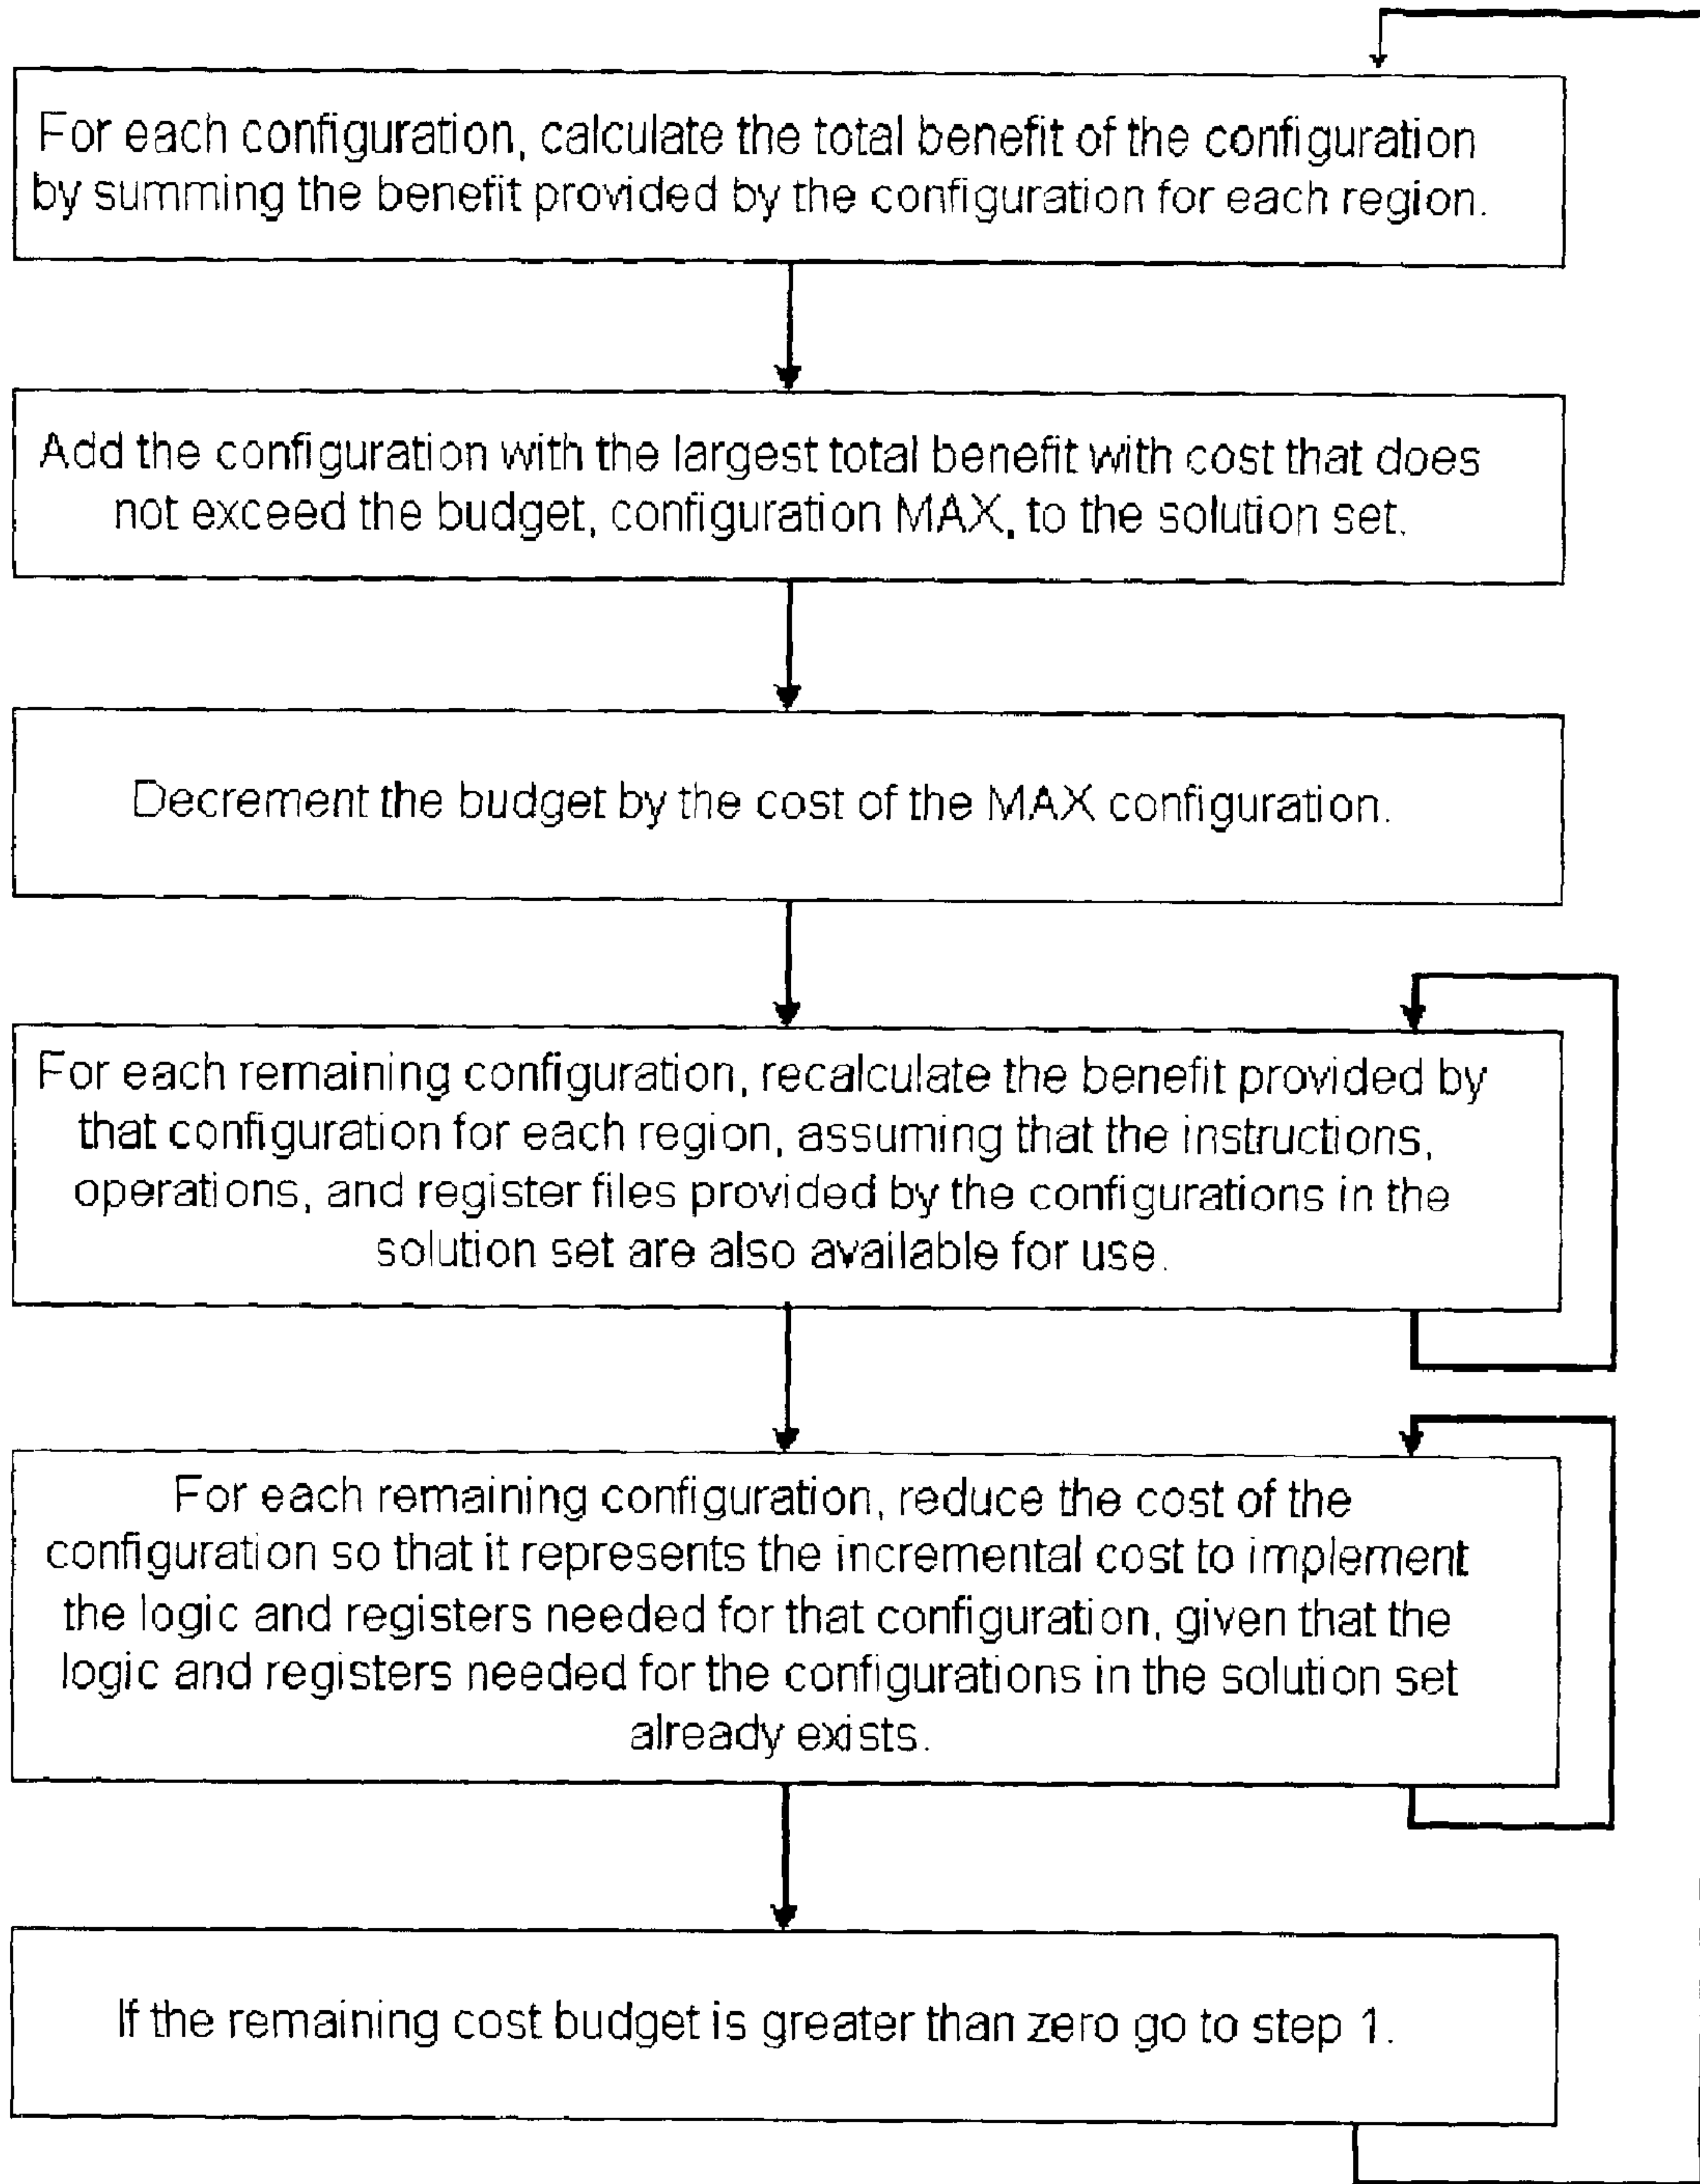 For each configuration, calculate the total benefit of the configuration
by summing the benefit provided by the configuration for each region.
Add the configuration with the largest total benefit with cost that does
not exceed the budget, configuration MAX, to the solution set.
Decrement the budget by the cost of the MAX configuration.
For each remaining configuration, recalculate the benefit provided by
that configuration for each region, assuming that the instructions,
operations, and register files provided by the configurations in the
solution set are also available for use.
For each remaining configuration, reduce the cost of the
configuration so that it represents the incremental cost to implement
the logic and registers needed for that configuration, given that the
logic and registers needed for the configurations in the solution set
already exists.
If the remaining cost budget is greater than zero go to step 1.